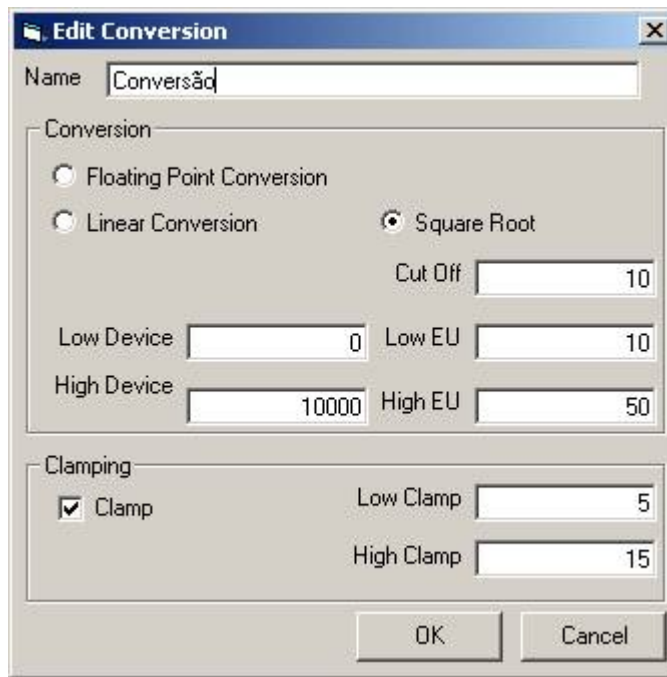 Edit Conversion
Name Conversão
Conversion
Floating Point Conversion
Linear Conversion Square Root
Cut Off 10
Low Device 0 Low EU 10
High Device 10000 High EU 50
Clamping
Clamp Low Clamp 5
High Clamp 15
OK Cancel